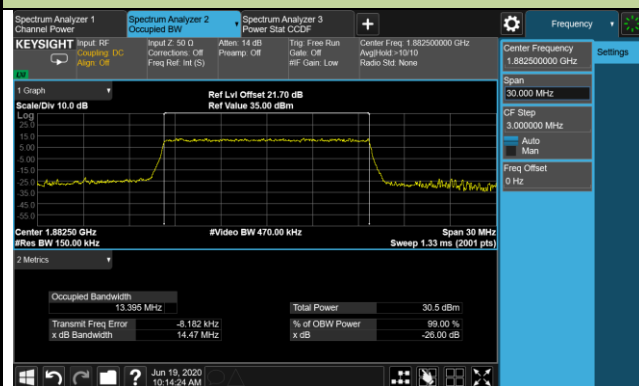 Spectrum Analyzer 1
Channel Power
Spectrum Analyzer 2
Occupied BW
Spectrum Analyzer 3
Power Stat CCDF
Frequency
KEYSIGHT
Input: RF
Coupling: DC
Align: Off
Input Z: 50 Ω
Corrections: Off
Freq Ref: Int (S)
Atten: 14 dB
Preamp: Off
Trig: Free Run
Gate: Off
#IF Gain: Low
Center Freq: 1.882500000 GHz
Avg|Hold:>10/10
Radio Std: None
Center Frequency
1.882500000 GHz
Settings
Span
30.000 MHz
CF Step
3.000000 MHz
Auto
Man
Freq Offset
0 Hz
1 Graph
Ref Lvl Offset 21.70 dB
Scale/Div 10.0 dB
Ref Value 35.00 dBm
Log
25.0
15.0
5.00
-5.00
-15.0
-25.0
-35.0
-45.0
-55.0
Center 1.88250 GHz
#Video BW 470.00 kHz
Span 30 MHz
#Res BW 150.00 kHz
Sweep 1.33 ms (2001 pts)
2 Metrics
Occupied Bandwidth
13.395 MHz
Total Power
30.5 dBm
Transmit Freq Error
-8.182 kHz
% of OBW Power
99.00 %
x dB Bandwidth
14.47 MHz
x dB
-26.00 dB
Jun 19, 2020
10:14:24 AM